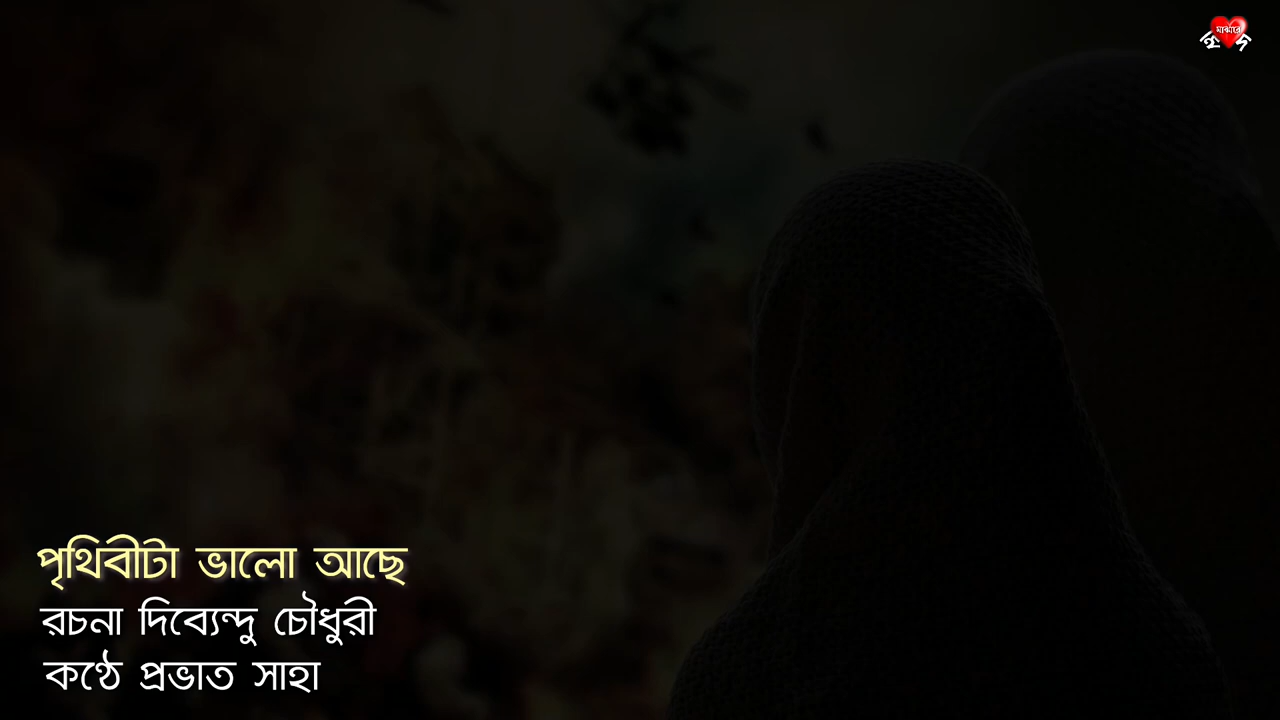 মাঝারে
হৃদ
পৃথিবীটা ভালো আছে
রচনা দিব্যেন্দু চৌধুরী
কণ্ঠে প্রভাত সাহা